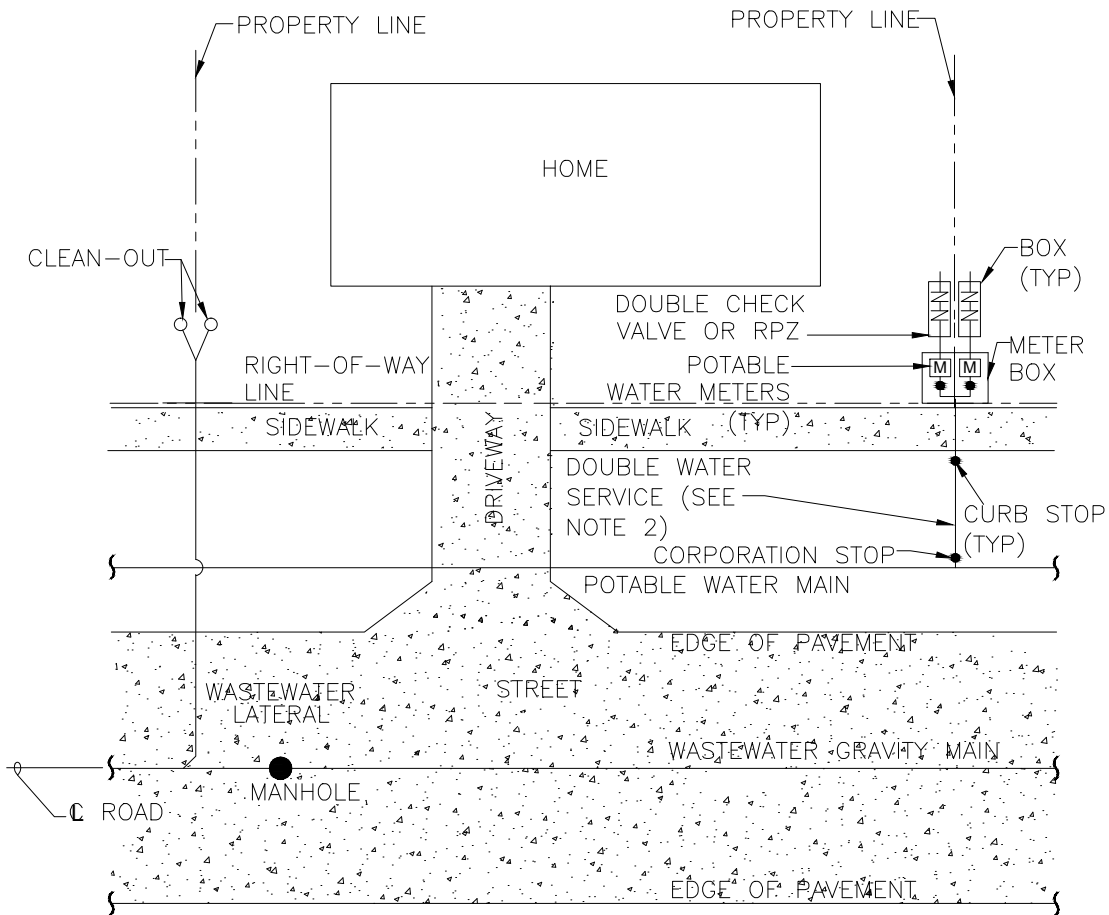 PROPERTY LINE
PROPERTY LINE
HOME
CLEAN-OUT
BOX
(TYP)
DOUBLE CHECK
VALVE OR RPZ
METER
BOX
M M
RIGHT-OF-WAY
LINE
POTABLE
WATER METERS
(TYP)
SIDEWALK
SIDEWALK
DRIVEWAY
DOUBLE WATER
SERVICE (SEE
NOTE 2)
CURB STOP
(TYP)
CORPORATION STOP
POTABLE WATER MAIN
EDGE OF PAVEMENT
WASTEWATER
LATERAL
STREET
WASTEWATER GRAVITY MAIN
MANHOLE
℄ ROAD
EDGE OF PAVEMENT